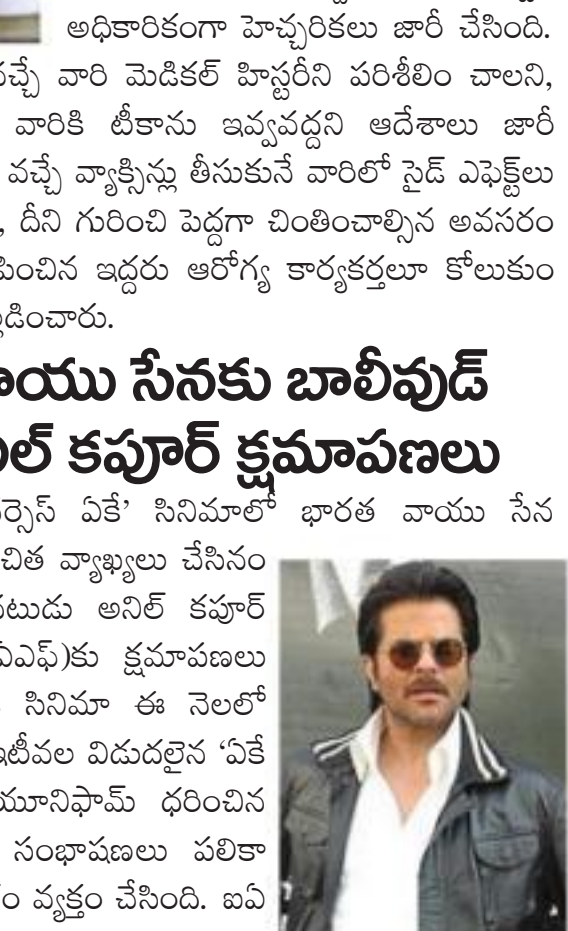 అధికారికంగా హెచ్చరికలు జారీ చేసింది.
వచ్చే వారి మెడికల్ హిస్టరీని పరిశీలిం చాలని,
వారికి టీకాను ఇవ్వవద్దని ఆదేశాలు జారీ
వచ్చే వ్యాక్సిన్లు తీసుకునే వారిలో సైడ్ ఎఫెక్ట్‌లు
, దీని గురించి పెద్దగా చింతించాల్సిన అవసరం
ఇద్దరు ఆరోగ్య కార్యకర్తలూ కోలుకుం
సేనకు బాలీవుడ్
కపూర్ క్షమాపణలు
ఏకే’ సినిమాలో భారత వాయు సేన
వ్యాఖ్యలు చేసినం
అనిల్ కపూర్
క్షమాపణలు
సినిమా ఈ నెలలో
ఇటీవల విడుదలైన ‘ఏకే
యూనిఫామ్ ధరించిన
సంభాషణలు పలికా
వ్యక్తం చేసింది. ఐఏ